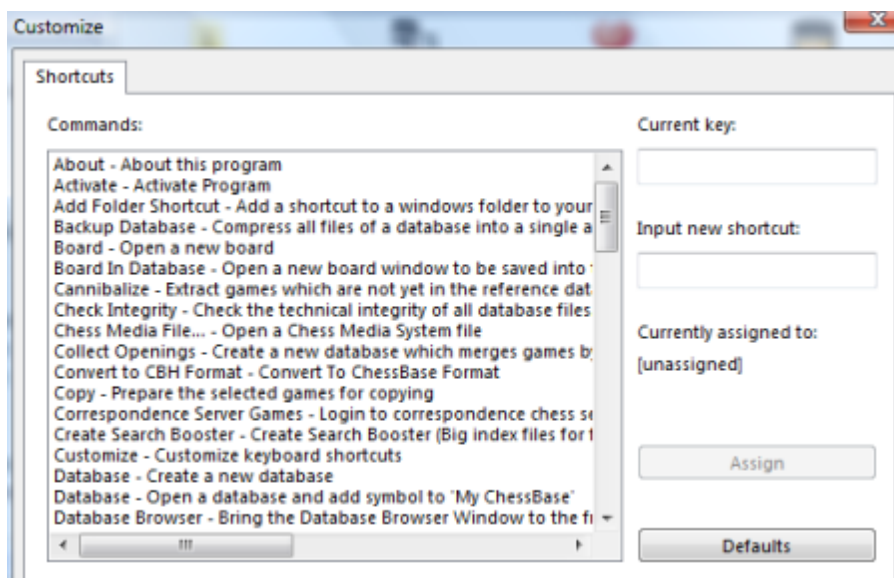 Customize
Shortcuts
Commands:
About - About this program
Activate - Activate Program
Add Folder Shortcut - Add a shortcut to a windows folder to your
Backup Database - Compress all files of a database into a single a
Board - Open a new board
Board In Database - Open a new board window to be saved into
Cannibalize - Extract games which are not yet in the reference dat
Check Integrity - Check the technical integrity of all database files
Chess Media File... - Open a Chess Media System file
Collect Openings - Create a new database which merges games by
Convert to CBH Format - Convert To ChessBase Format
Copy - Prepare the selected games for copying
Correspondence Server Games - Login to correspondence chess se
Create Search Booster - Create Search Booster (Big index files for f
Customize - Customize keyboard shortcuts
Database - Create a new database
Database - Open a database and add symbol to 'My ChessBase'
Database Browser - Bring the Database Browser Window to the fr
Current key:
Input new shortcut:
Currently assigned to:
[unassigned]
Assign
Defaults